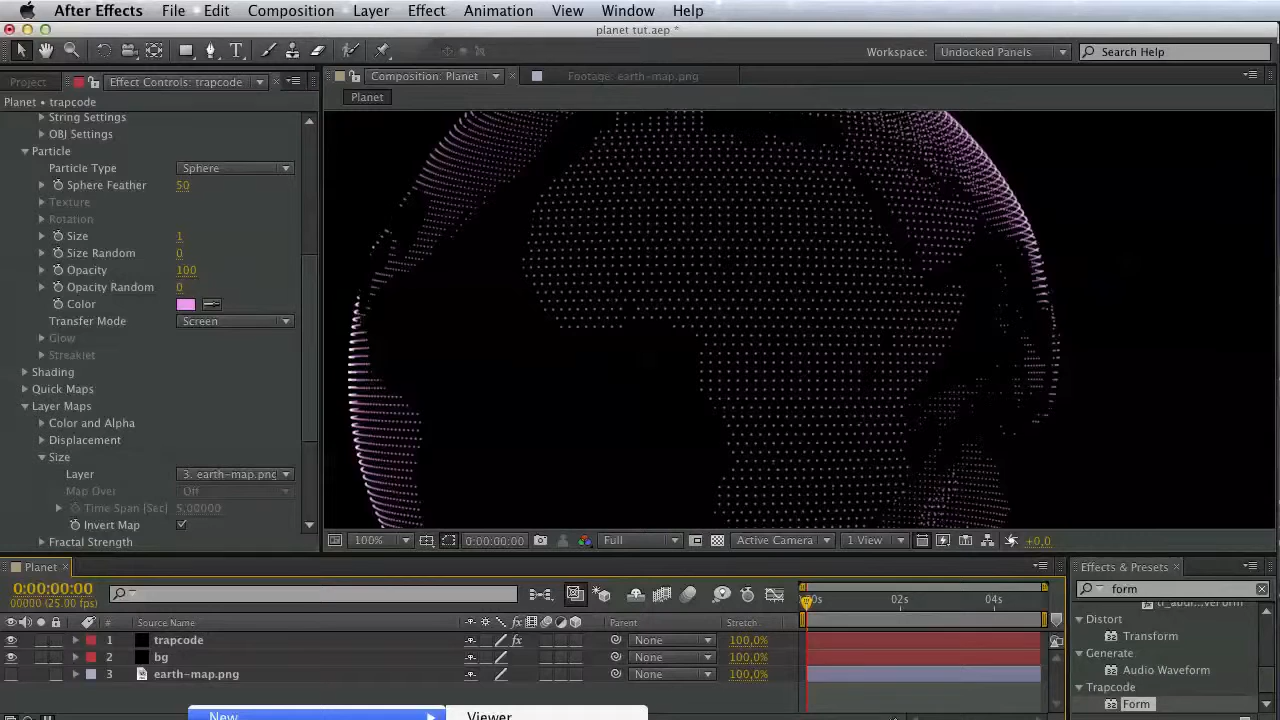 After Effects File Edit Composition Layer Effect Animation View Window Help
planet tut.aep *
Workspace: Undocked Panels Search Help
Project Effect Controls: trapcode Composition: Planet Footage: earth-map.png
Planet • trapcode Planet
String Settings
OBJ Settings
Particle
Particle Type Sphere
Sphere Feather 50
Texture
Rotation
Size 1
Size Random 0
Opacity 100
Opacity Random 0
Color
Transfer Mode Screen
Glow
Streaklet
Shading
Quick Maps
Layer Maps
Color and Alpha
Displacement
Size
Layer 3. earth-map.png
Map Over Off
Time Span [Sec] 5,00000
Invert Map
Fractal Strength
100% 0:00:00:00 Full Active Camera 1 View +0,0
Planet Effects & Presets
0:00:00:00
00000 (25.00 fps)
form
02s 04s
# Source Name Parent Stretch
1 trapcode None 100,0%
2 bg None 100,0%
3 earth-map.png None 100,0%
Distort
Transform
Generate
Audio Waveform
Trapcode
Form
New Viewer